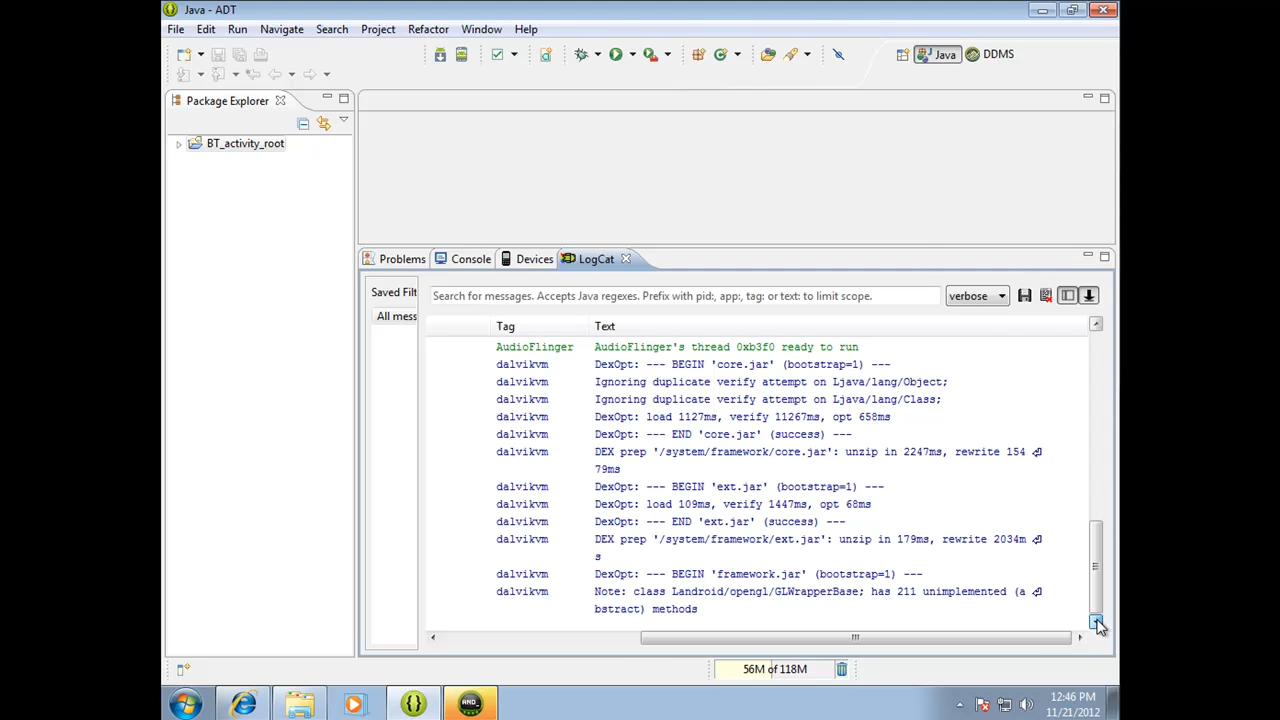 Java - ADT
File Edit Run Navigate Search Project Refactor Window Help
Java DDMS
Package Explorer
BT_activity_root
Problems Console Devices LogCat
Saved Filt
All mess
Search for messages. Accepts Java regexes. Prefix with pid:, app:, tag: or text: to limit scope. verbose
Tag Text
AudioFlinger AudioFlinger's thread 0xb3f0 ready to run
dalvikvm DexOpt: --- BEGIN 'core.jar' (bootstrap=1) ---
dalvikvm Ignoring duplicate verify attempt on Ljava/lang/Object;
dalvikvm Ignoring duplicate verify attempt on Ljava/lang/Class;
dalvikvm DexOpt: load 1127ms, verify 11267ms, opt 658ms
dalvikvm DexOpt: --- END 'core.jar' (success) ---
dalvikvm DEX prep '/system/framework/core.jar': unzip in 2247ms, rewrite 154
79ms
dalvikvm DexOpt: --- BEGIN 'ext.jar' (bootstrap=1) ---
dalvikvm DexOpt: load 109ms, verify 1447ms, opt 68ms
dalvikvm DexOpt: --- END 'ext.jar' (success) ---
dalvikvm DEX prep '/system/framework/ext.jar': unzip in 179ms, rewrite 2034m
s
dalvikvm DexOpt: --- BEGIN 'framework.jar' (bootstrap=1) ---
dalvikvm Note: class Landroid/opengl/GLWrapperBase; has 211 unimplemented (a
bstract) methods
56M of 118M
AND_
12:46 PM
11/21/2012